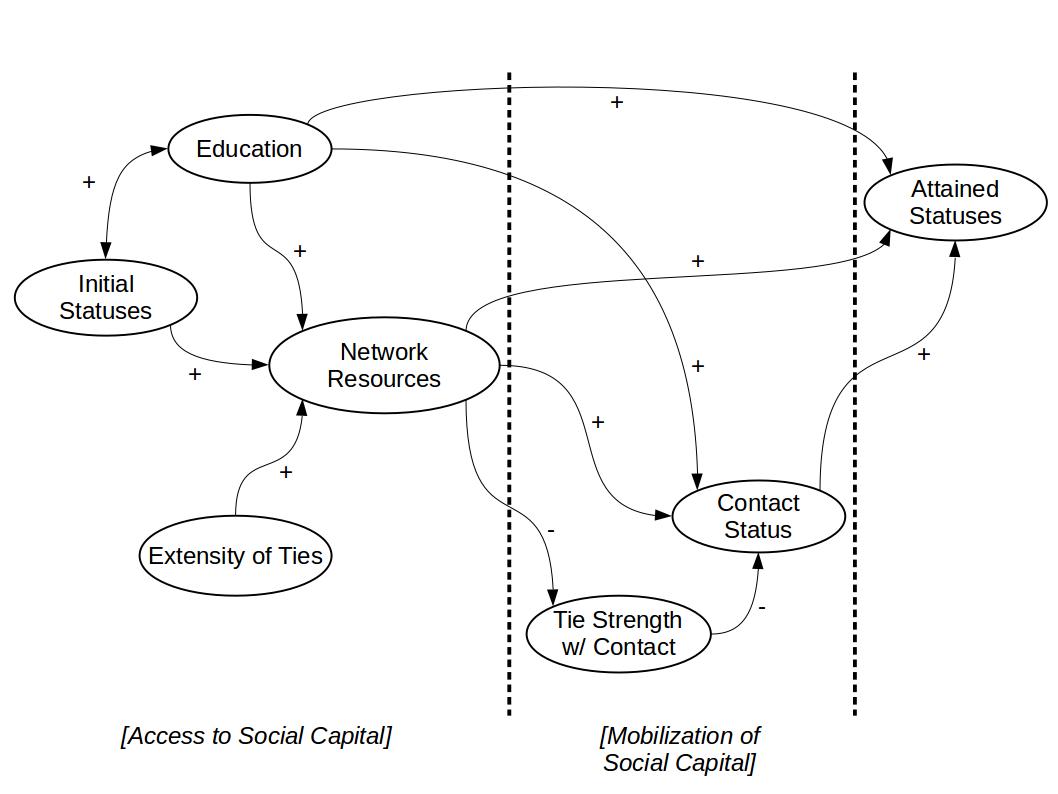 +
Education
Attained
Statuses
+
+
Initial
Statuses
+
Network
Resources
+
+
+
+
+
Contact
Status
-
Extensity of Ties
-
Tie Strength
w/ Contact
[Access to Social Capital]
[Mobilization of
Social Capital]